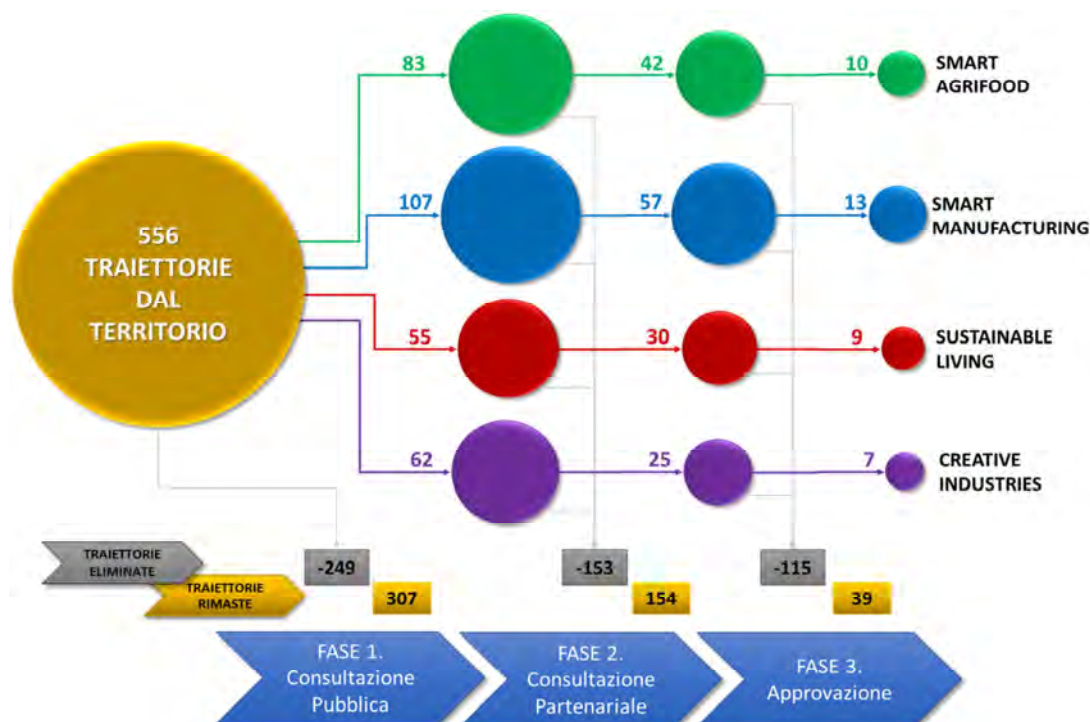 83
42
10
SMART
AGRIFOOD
107
57
13
SMART
MANUFACTURING
556
TRAIETTORIE
DAL
TERRITORIO
55
30
9
SUSTAINABLE
LIVING
62
25
7
CREATIVE
INDUSTRIES
TRAIETTORIE
ELIMINATE
-249
-153
-115
TRAIETTORIE
RIMASTE
307
154
39
FASE 1.
Consultazione
Pubblica
FASE 2.
Consultazione
Partenariale
FASE 3.
Approvazione